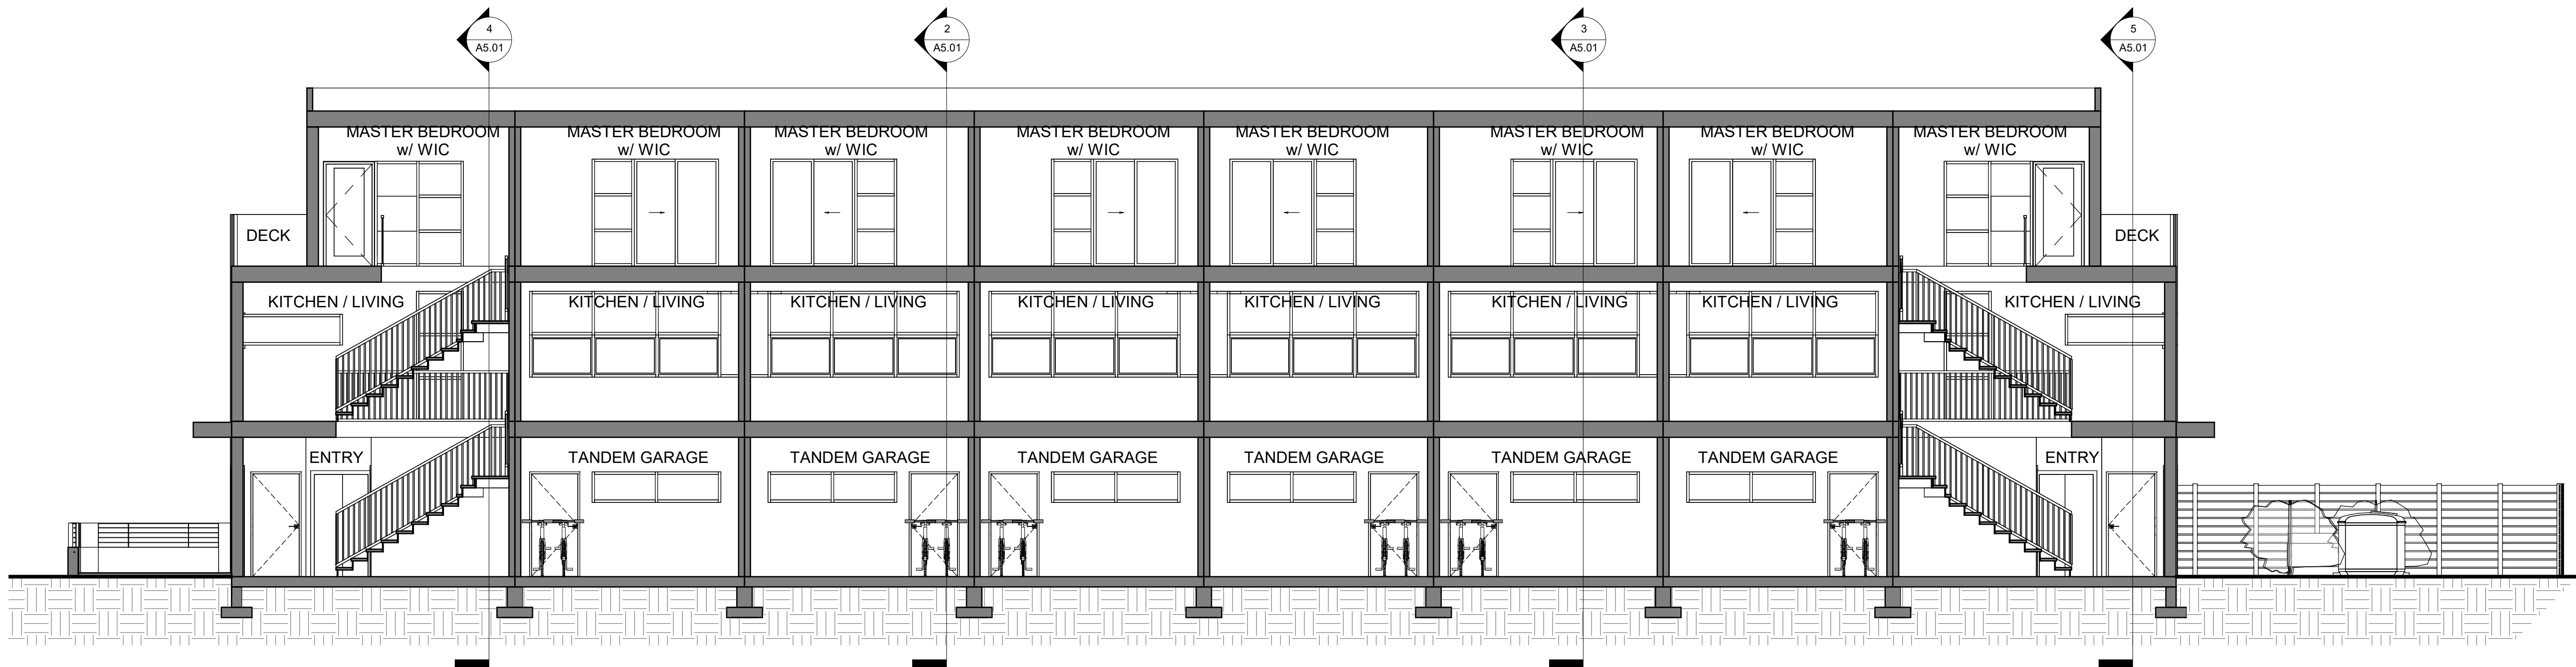 4
A5.01
2
A5.01
3
A5.01
5
A5.01
MASTER BEDROOM
w/ WIC
MASTER BEDROOM
w/ WIC
MASTER BEDROOM
w/ WIC
MASTER BEDROOM
w/ WIC
MASTER BEDROOM
w/ WIC
MASTER BEDROOM
w/ WIC
MASTER BEDROOM
w/ WIC
MASTER BEDROOM
w/ WIC
DECK
DECK
KITCHEN / LIVING
KITCHEN / LIVING
KITCHEN / LIVING
KITCHEN / LIVING
KITCHEN / LIVING
KITCHEN / LIVING
KITCHEN / LIVING
KITCHEN / LIVING
ENTRY
TANDEM GARAGE
TANDEM GARAGE
TANDEM GARAGE
TANDEM GARAGE
TANDEM GARAGE
TANDEM GARAGE
ENTRY